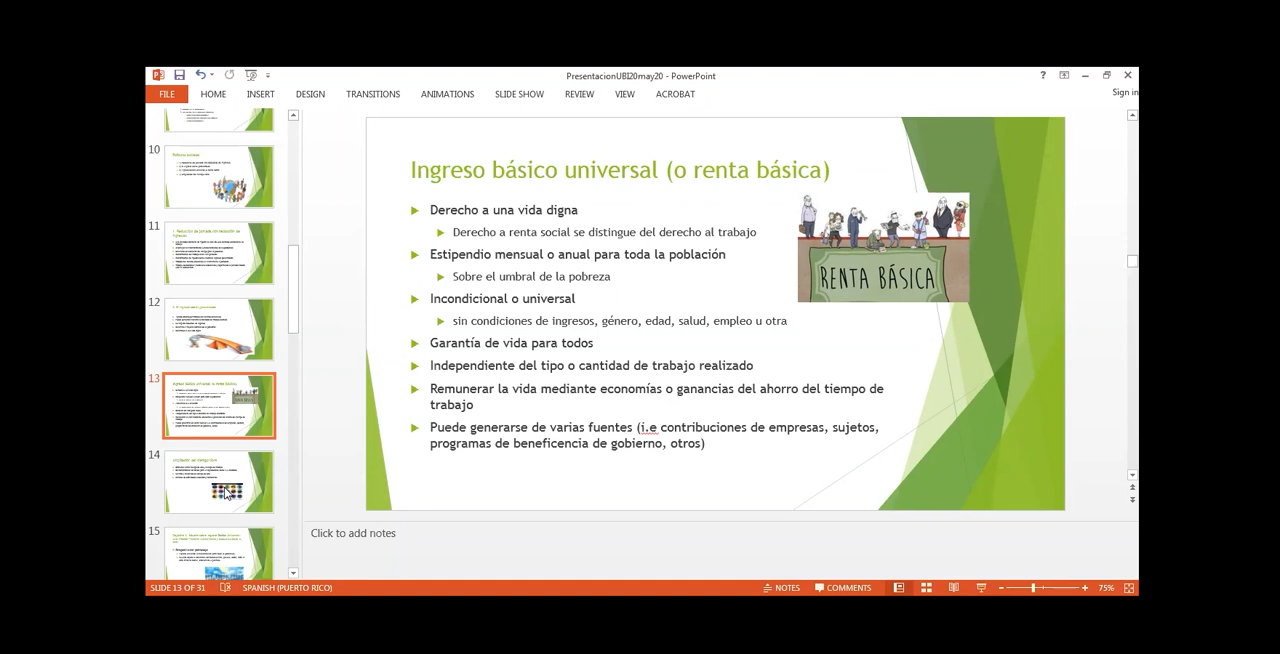 PresentacionUBI20may20 - PowerPoint
?
FILE HOME INSERT DESIGN TRANSITIONS ANIMATIONS SLIDE SHOW REVIEW VIEW ACROBAT
Sign in
10
11
12
13
14
15
Ingreso básico universal (o renta básica)
Derecho a una vida digna
Derecho a renta social se distingue del derecho al trabajo
Estipendio mensual o anual para toda la población
Sobre el umbral de la pobreza
Incondicional o universal
sin condiciones de ingresos, género, edad, salud, empleo u otra
Garantía de vida para todos
Independiente del tipo o cantidad de trabajo realizado
Remunerar la vida mediante economías o ganancias del ahorro del tiempo de
trabajo
Puede generarse de varias fuentes (i.e contribuciones de empresas, sujetos,
programas de beneficencia de gobierno, otros)
RENTA BÁSICA
Click to add notes
SLIDE 13 OF 31 SPANISH (PUERTO RICO) NOTES COMMENTS 75%